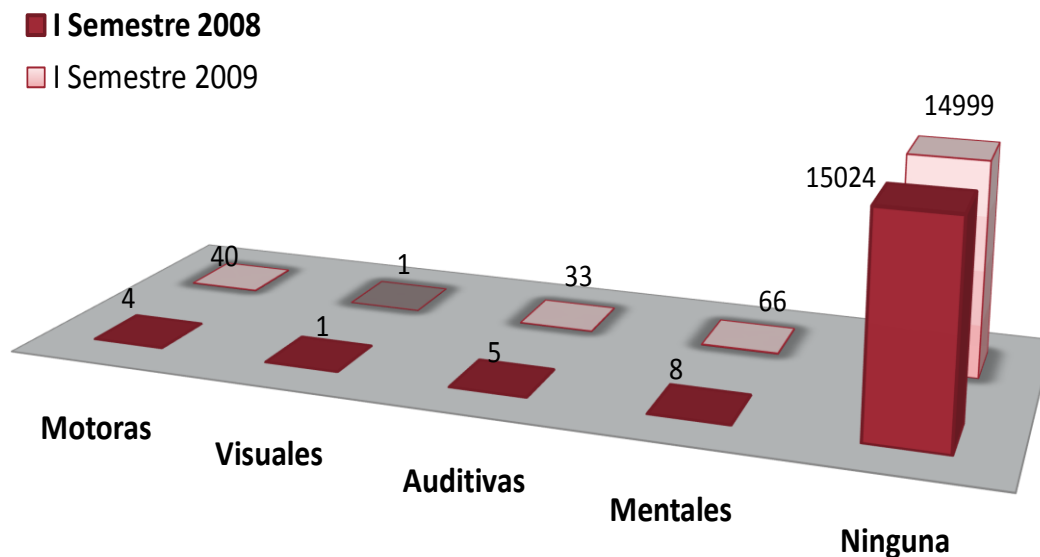 I Semestre 2008
I Semestre 2009
14999
15024
40
1
33
66
4
1
5
8
Motoras
Visuales
Auditivas
Mentales
Ninguna